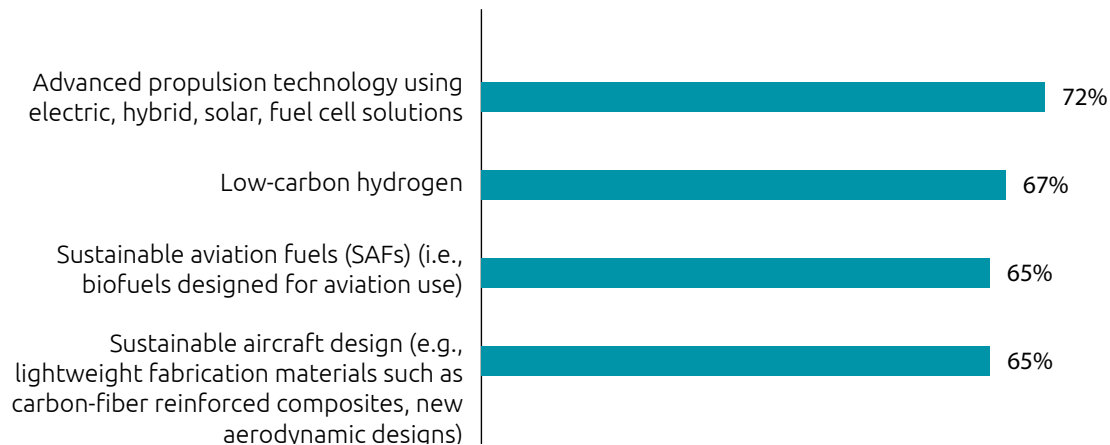 Advanced propulsion technology using
electric, hybrid, solar, fuel cell solutions
72%
Low-carbon hydrogen
67%
Sustainable aviation fuels (SAFs) (i.e.,
biofuels designed for aviation use)
65%
Sustainable aircraft design (e.g.,
lightweight fabrication materials such as
carbon-fiber reinforced composites, new
aerodynamic designs)
65%